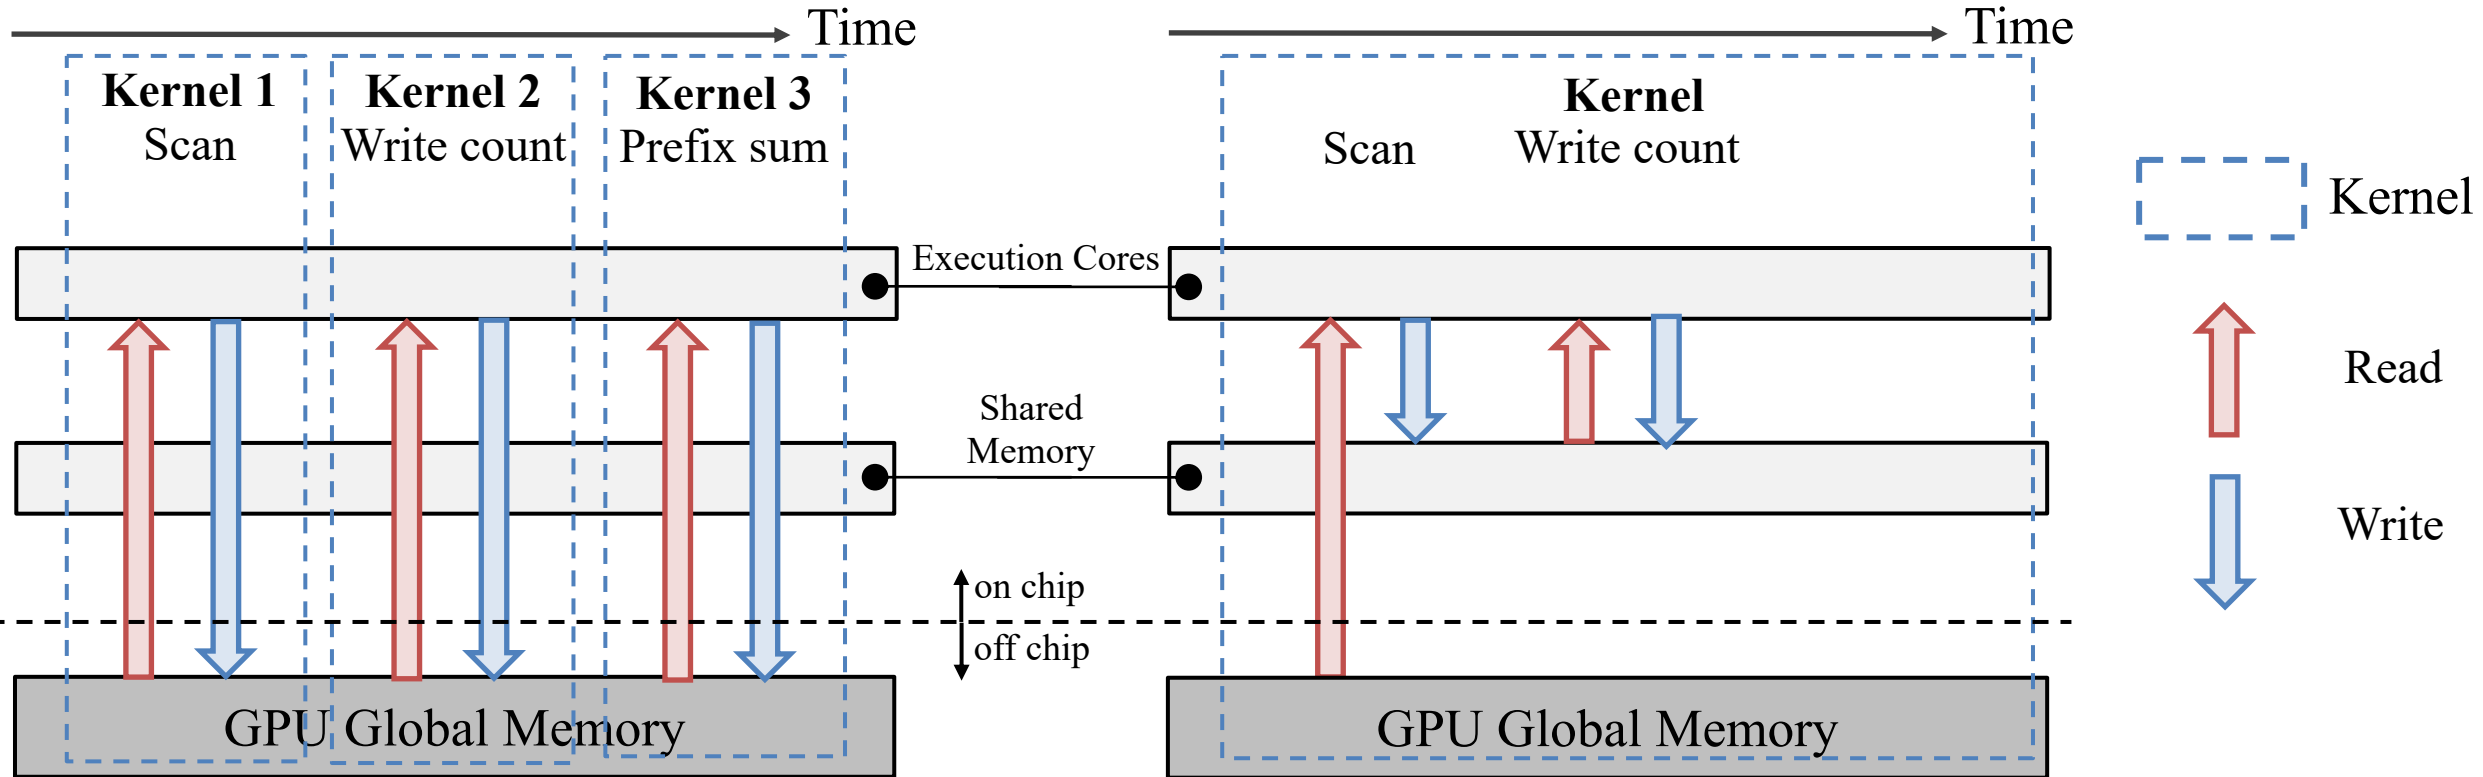 Time
Time
Kernel 1
Scan
Kernel 2
Write count
Kernel 3
Prefix sum
Kernel
Scan
Write count
Kernel
Read
Write
Execution Cores
Shared
Memory
on chip
off chip
GPU Global Memory
GPU Global Memory